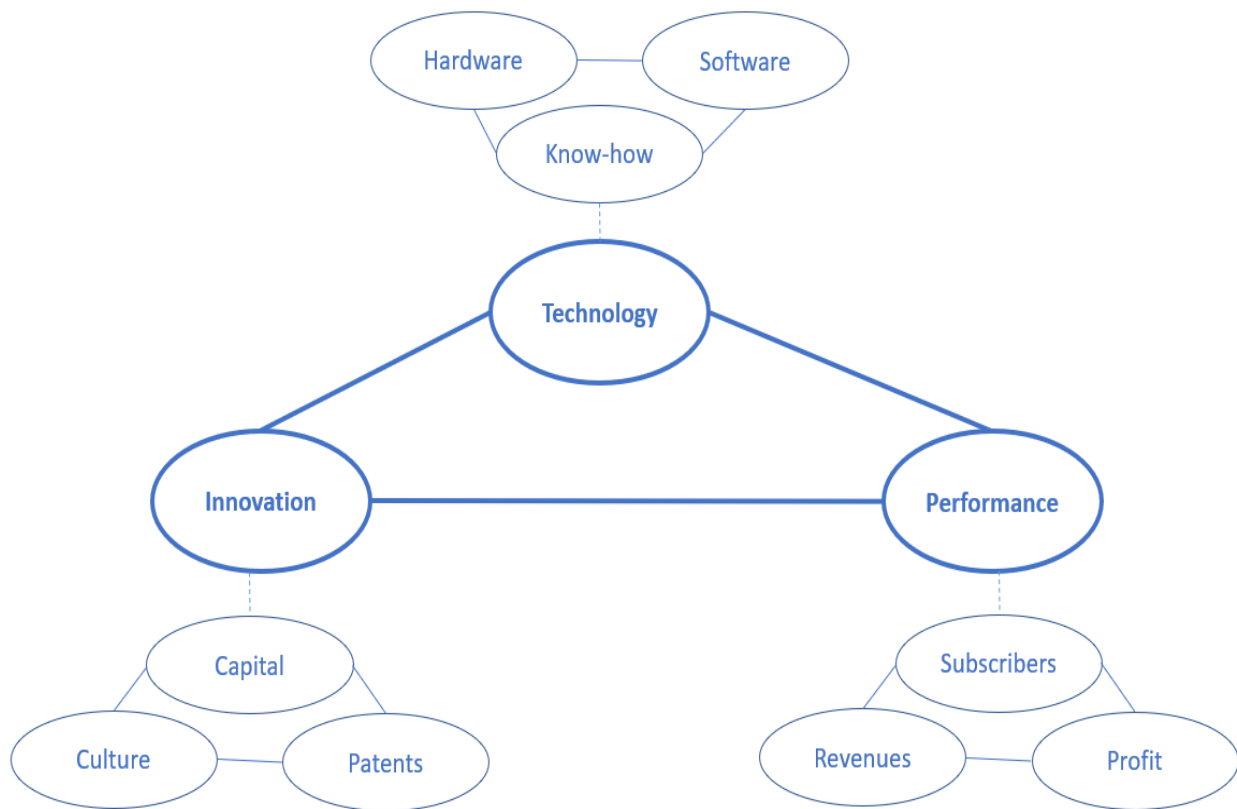 Hardware
Software
Know-how
Technology
Innovation
Performance
Capital
Culture
Patents
Subscribers
Revenues
Profit